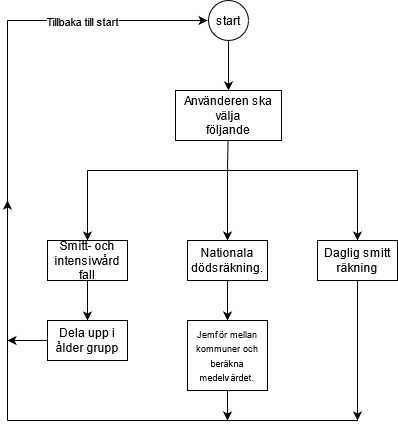 Tillbaka till start
start
Använderen ska
välja
följande
Smitt- och
intensivvård
fall
Nationala
dödsräkning.
Daglig smitt
räkning
Dela upp i
ålder grupp
Jemför mellan
kommuner och
beräkna
medelvärdet.